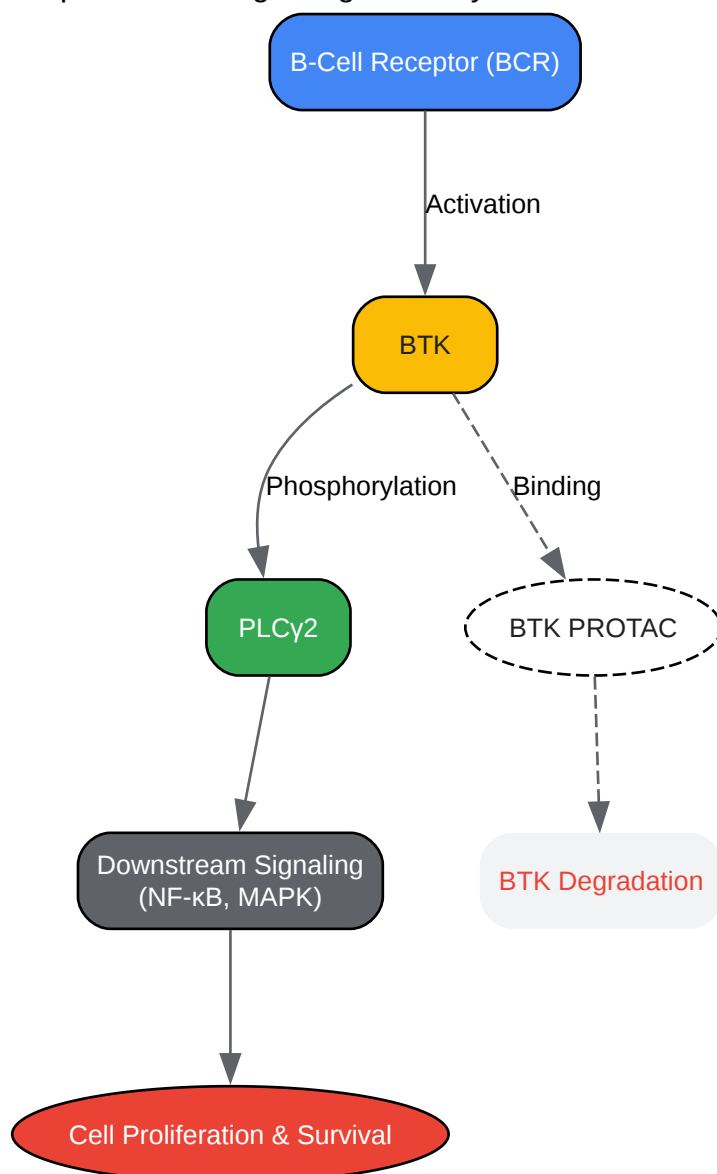 B-Cell Receptor (BCR)
Activation
BTK
Phosphorylation
Binding
PLCγ2
BTK PROTAC
Downstream Signaling
(NF-κB, MAPK)
BTK Degradation
Cell Proliferation & Survival